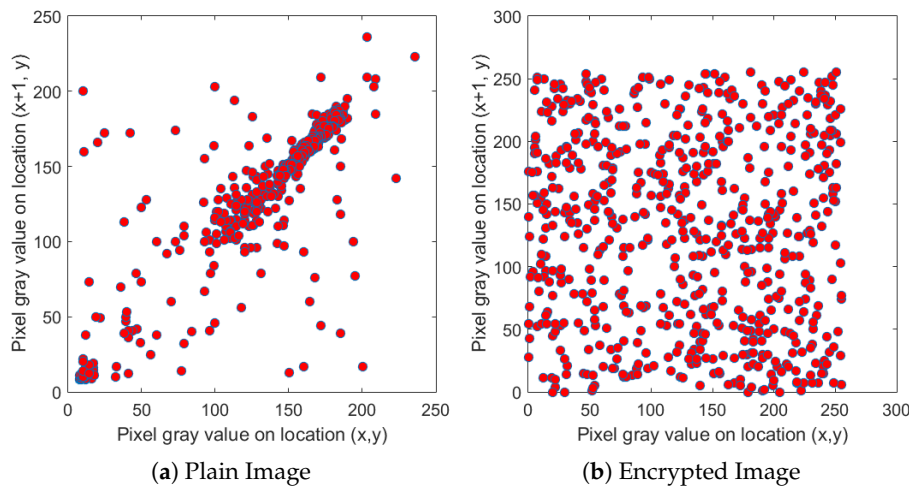 250
200
150
100
50
0
0 50 100 150 200 250
Pixel gray value on location (x+1, y)
Pixel gray value on location (x,y)
(a) Plain Image
300
250
200
150
100
50
0
0 50 100 150 200 250 300
Pixel gray value on location (x+1, y)
Pixel gray value on location (x,y)
(b) Encrypted Image